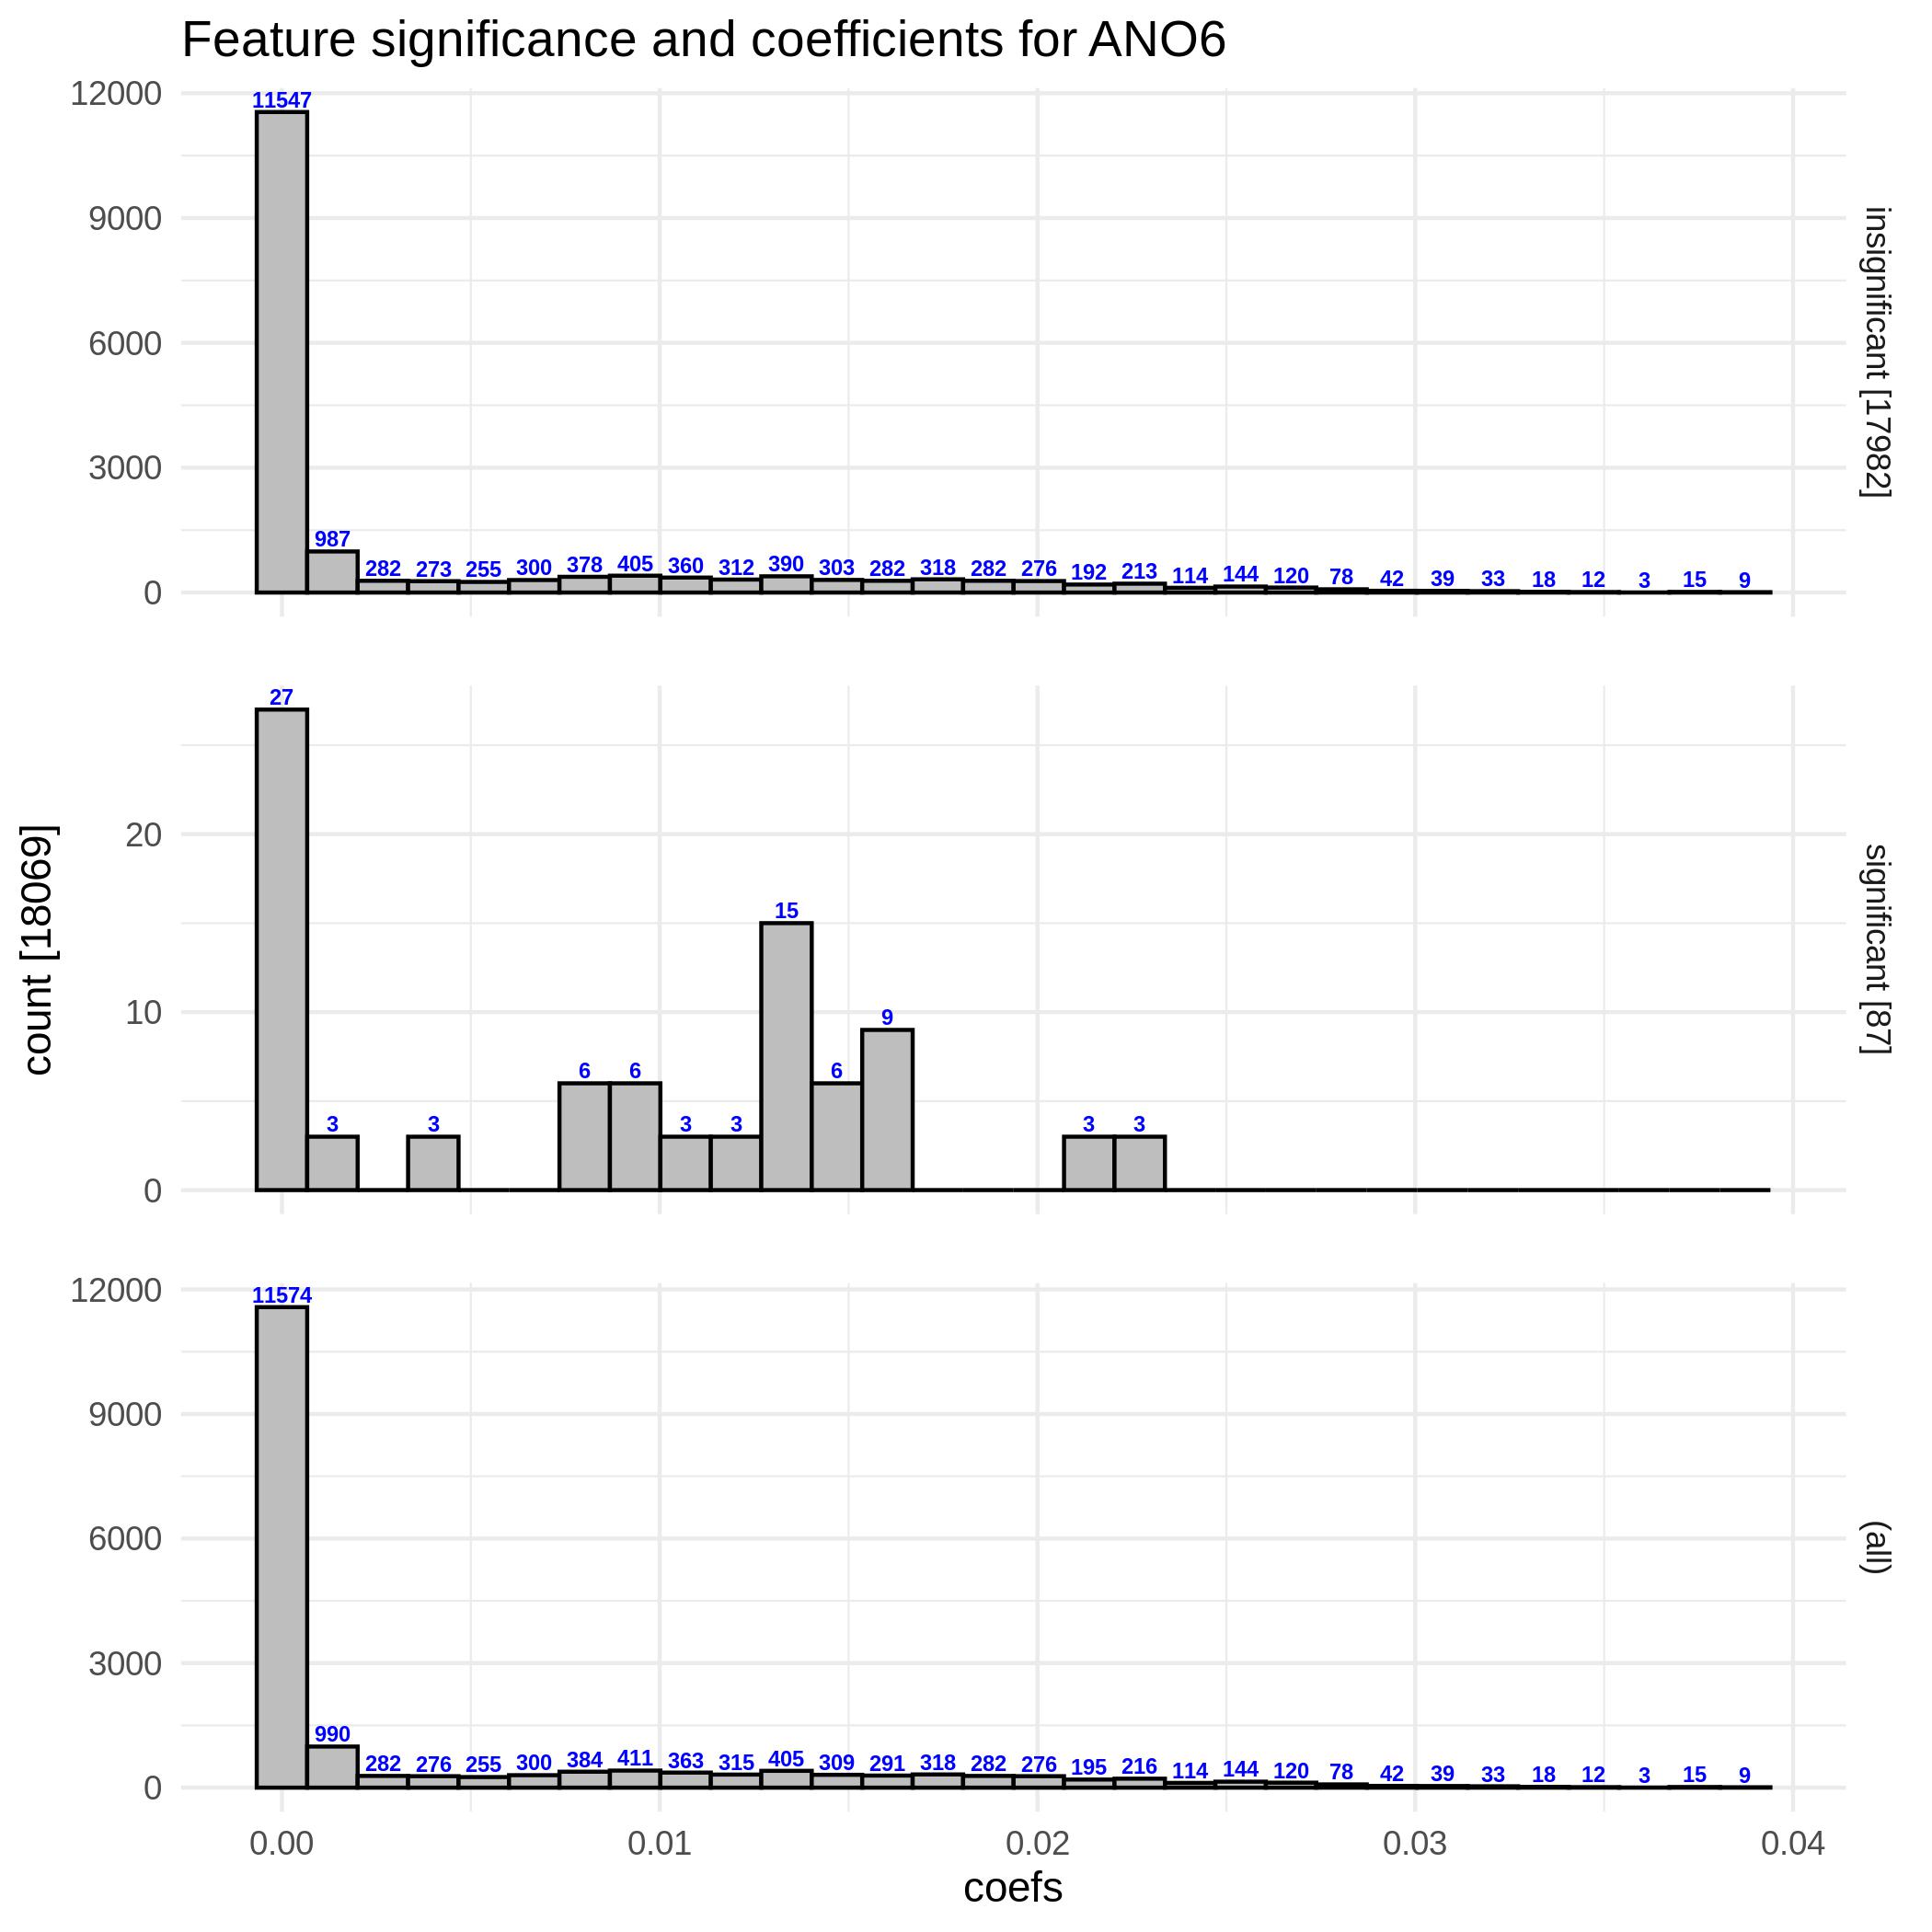 Feature significance and coefficients for ANO6
12000
9000
6000
3000
0
11547
987 282 273 255 300 378 405 360 312 390 303 282 318 282 276 192 213 114 144 120 78 42 39 33 18 12 3 15 9
insignificant [17982]
count [18069]
20
10
0
27
3 3 6 6 3 3 15 6 9 3 3
significant [87]
12000
9000
6000
3000
0
11574
990 282 276 255 300 384 411 363 315 405 309 291 318 282 276 195 216 114 144 120 78 42 39 33 18 12 3 15 9
(all)
0.00 0.01 0.02 0.03 0.04
coefs